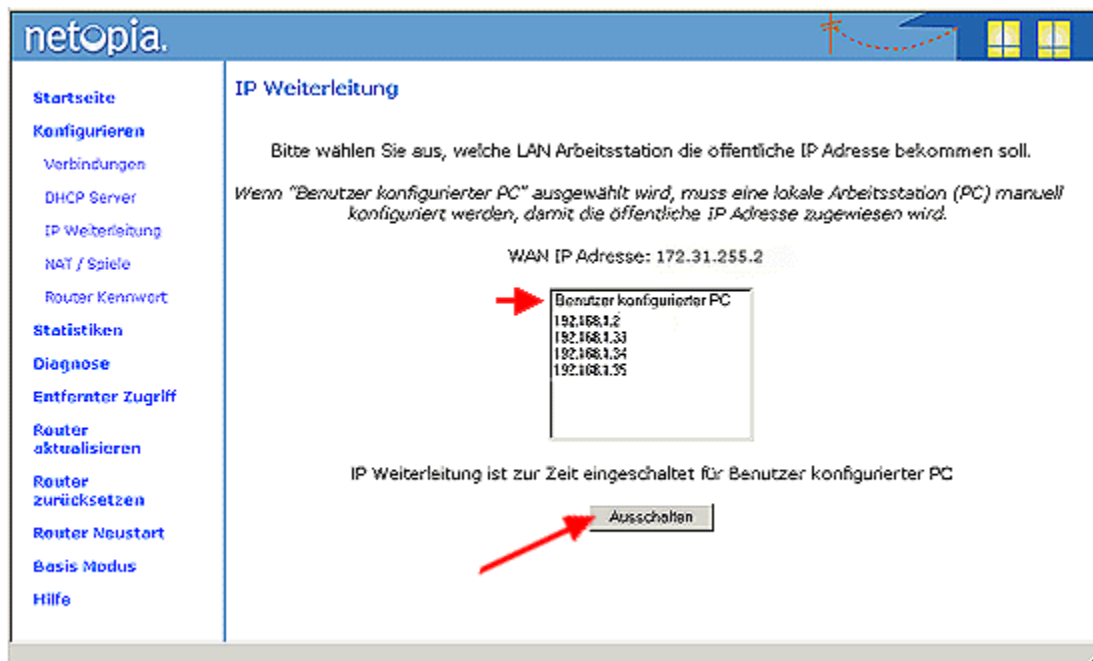 netopia.
Startseite
Konfigurieren
Verbindungen
DHCP Server
IP Weiterleitung
NAT / Spiele
Router Kennwort
Statistiken
Diagnose
Entfernter Zugriff
Router
aktualisieren
Router
zurücksetzen
Router Neustart
Basis Modus
Hilfe
IP Weiterleitung
Bitte wählen Sie aus, welche LAN Arbeitsstation die öffentliche IP Adresse bekommen soll.
Wenn "Benutzer konfigurierter PC" ausgewählt wird, muss eine lokale Arbeitsstation (PC) manuell
konfiguriert werden, damit die öffentliche IP Adresse zugewiesen wird.
WAN IP Adresse: 172.31.255.2
Benutzer konfigurierter PC
192.168.1.2
192.168.1.33
192.168.1.34
192.168.1.35
IP Weiterleitung ist zur Zeit eingeschaltet für Benutzer konfigurierter PC
Ausschalten